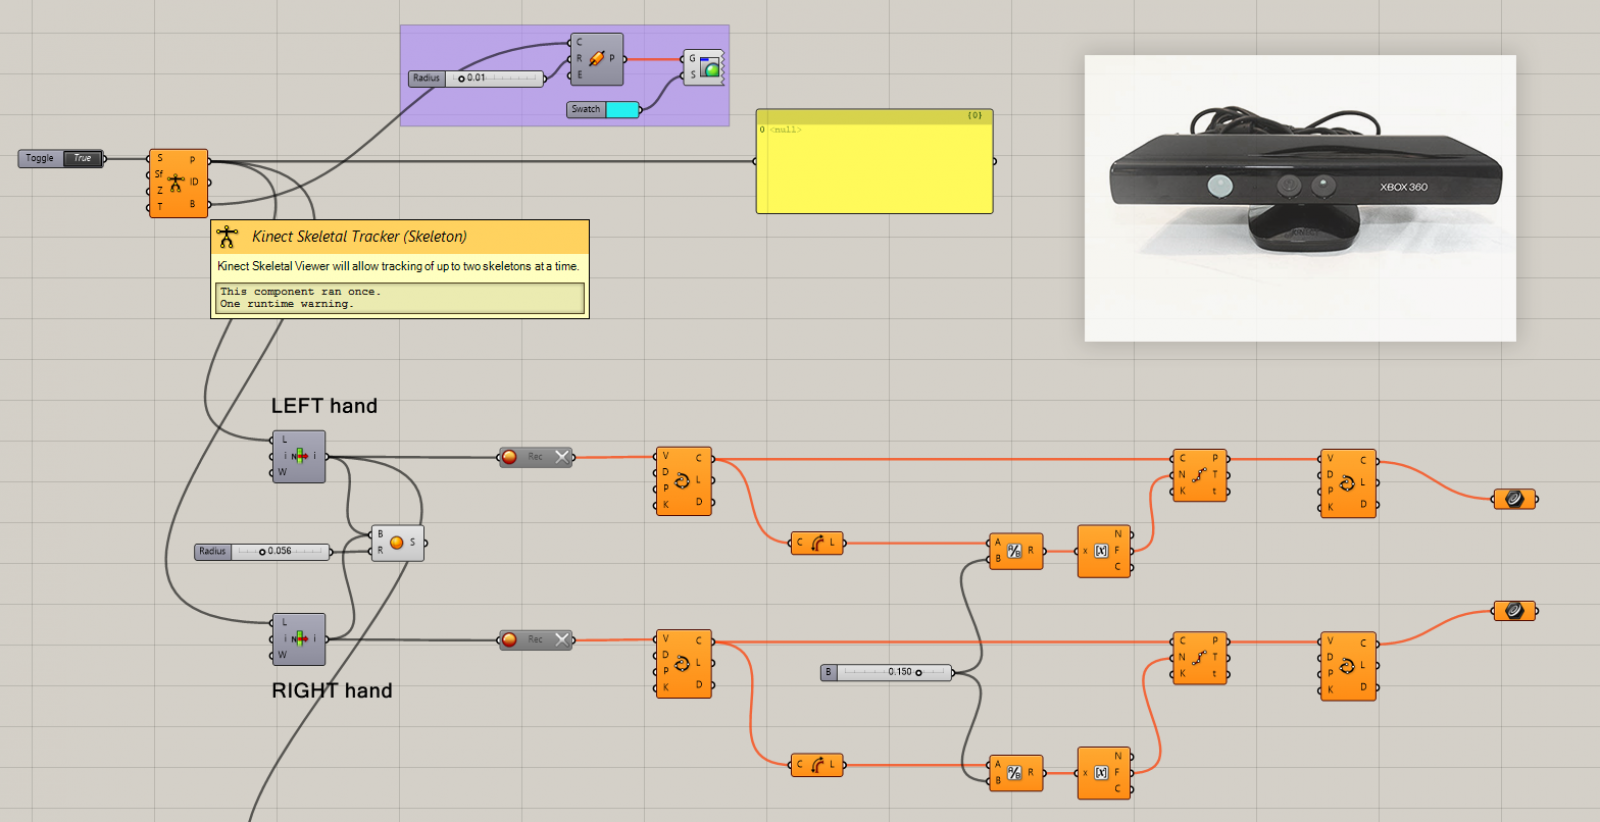 C
R P
E
G
S
Radius 0.01
Swatch
{0}
0 <null>
Toggle True
S P
Sf ID
Z
T B
XBOX 360
Kinect Skeletal Tracker (Skeleton)
Kinect Skeletal Viewer will allow tracking of up to two skeletons at a time.
This component ran once.
One runtime warning.
LEFT hand
L
i N i
W
Rec
V C
D
P L
K D
C P
N T
K t
V C
D
P L
K D
B S
R
Radius 0.056
C L
A R
B
A/B
N
x [x] F
C
L
i N i
W
RIGHT hand
Rec
V C
D
P L
K D
B 0.150
C P
N T
K t
V C
D
P L
K D
C L
A R
B
A/B
N
x [x] F
C